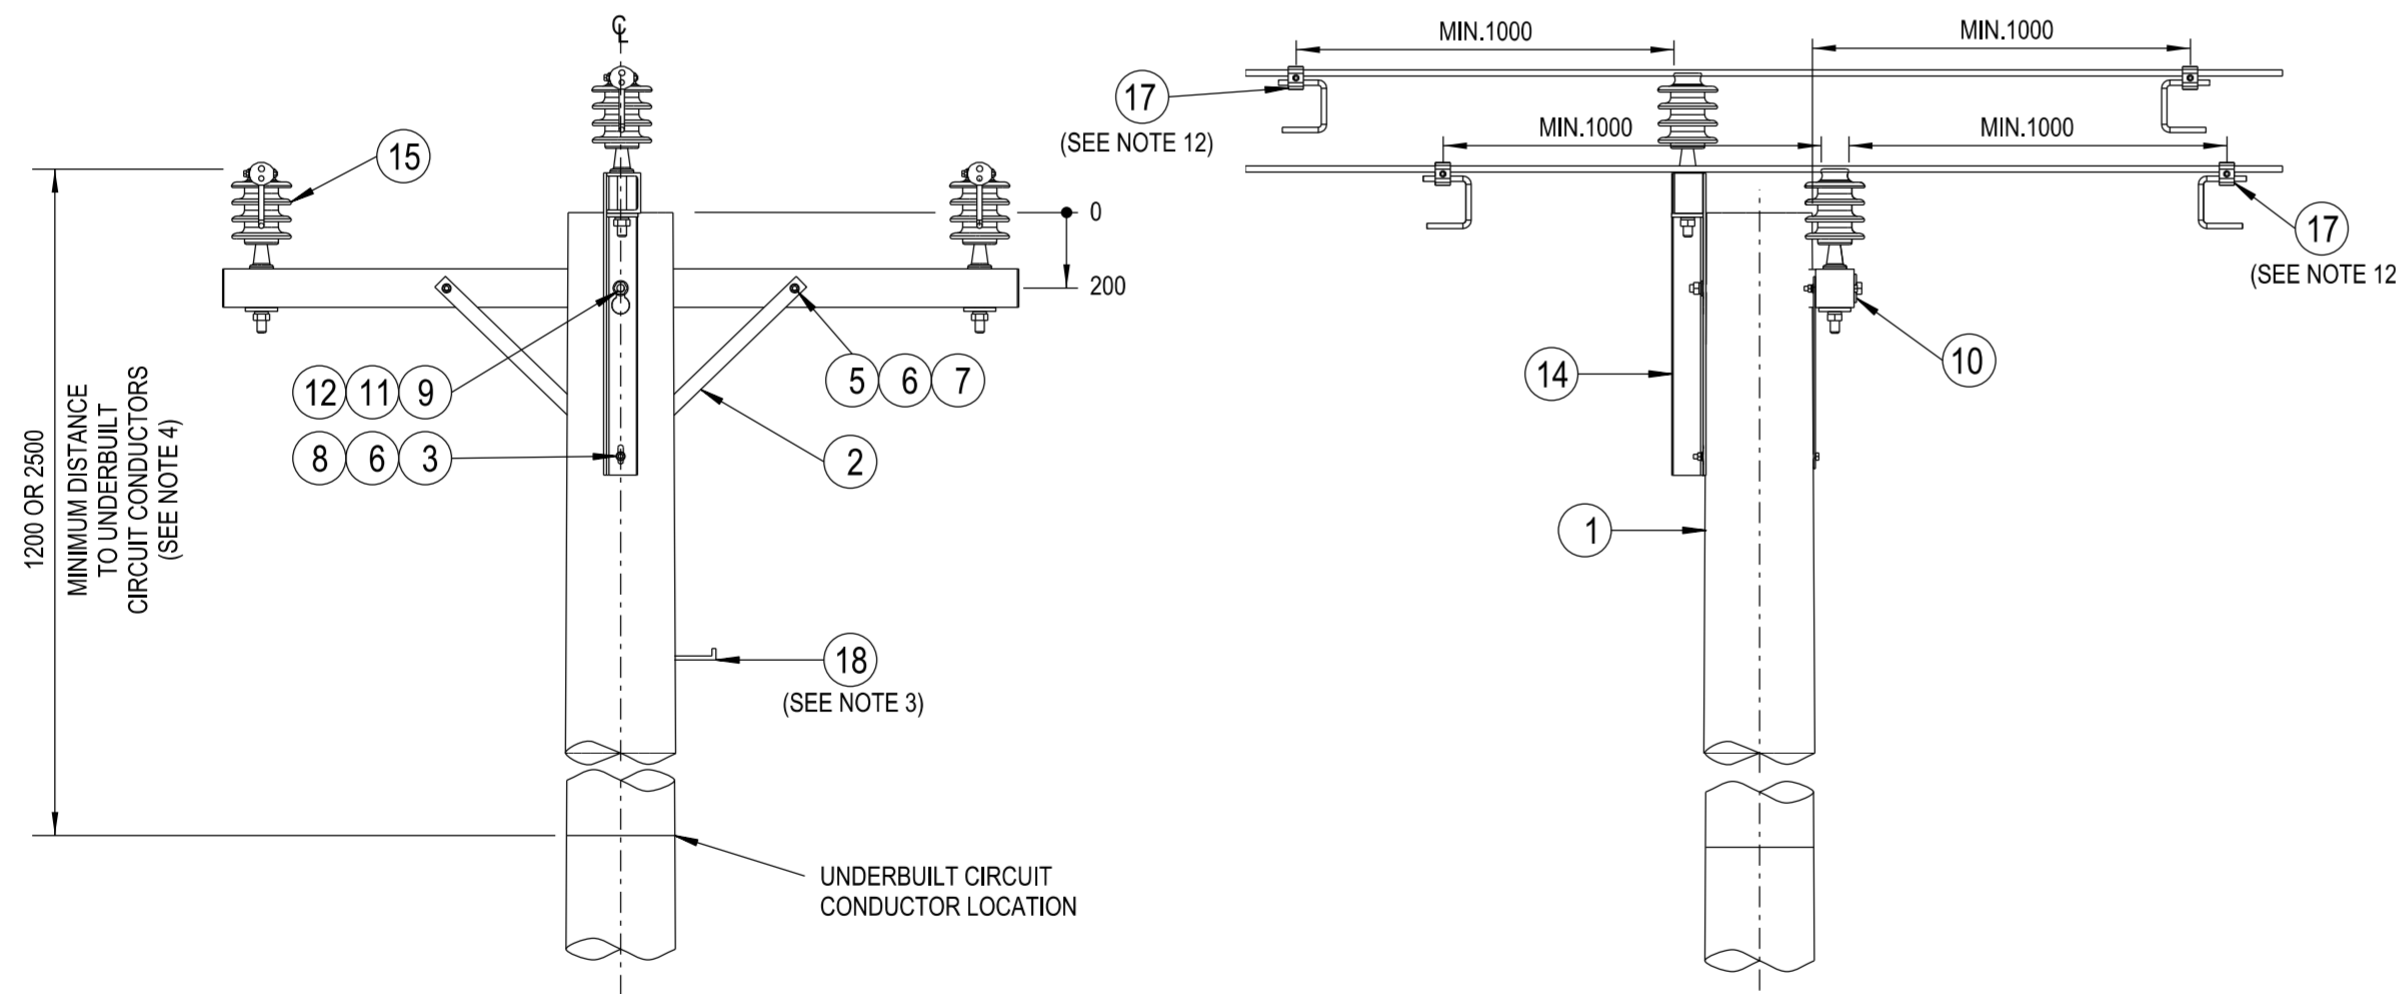 ℄
MIN.1000
MIN.1000
17
(SEE NOTE 12)
MIN.1000
MIN.1000
15
0
200
17
(SEE NOTE 12
12 11 9
5 6 7
10
14
8 6 3
2
1
1200 OR 2500
MINIMUM DISTANCE
TO UNDERBUILT
CIRCUIT CONDUCTORS
(SEE NOTE 4)
18
(SEE NOTE 3)
UNDERBUILT CIRCUIT
CONDUCTOR LOCATION